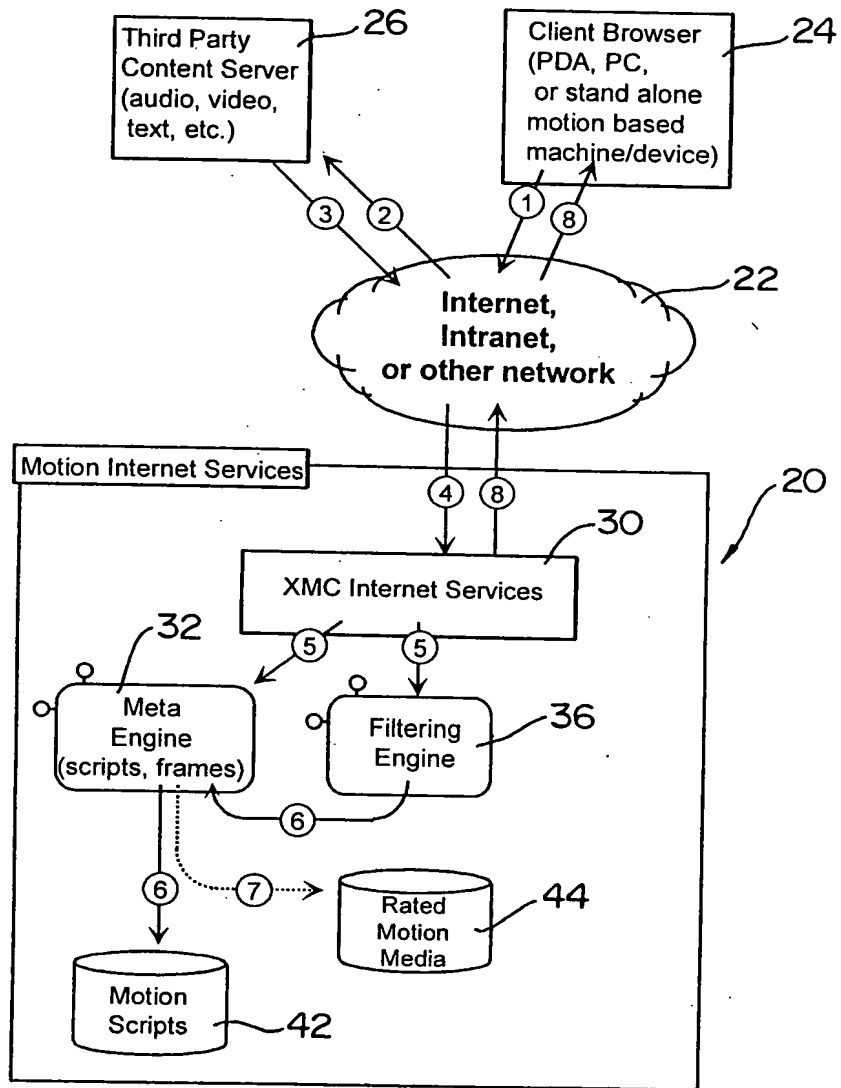 Third Party
Content Server
(audio, video,
text, etc.)
26
Client Browser
(PDA, PC,
or stand alone
motion based
machine/device)
24
3
2
1
8
Internet,
Intranet,
or other network
22
Motion Internet Services
4
8
20
XMC Internet Services
30
5
5
32
Meta
Engine
(scripts, frames)
Filtering
Engine
36
6
6
7
Rated
Motion
Media
44
Motion
Scripts
42